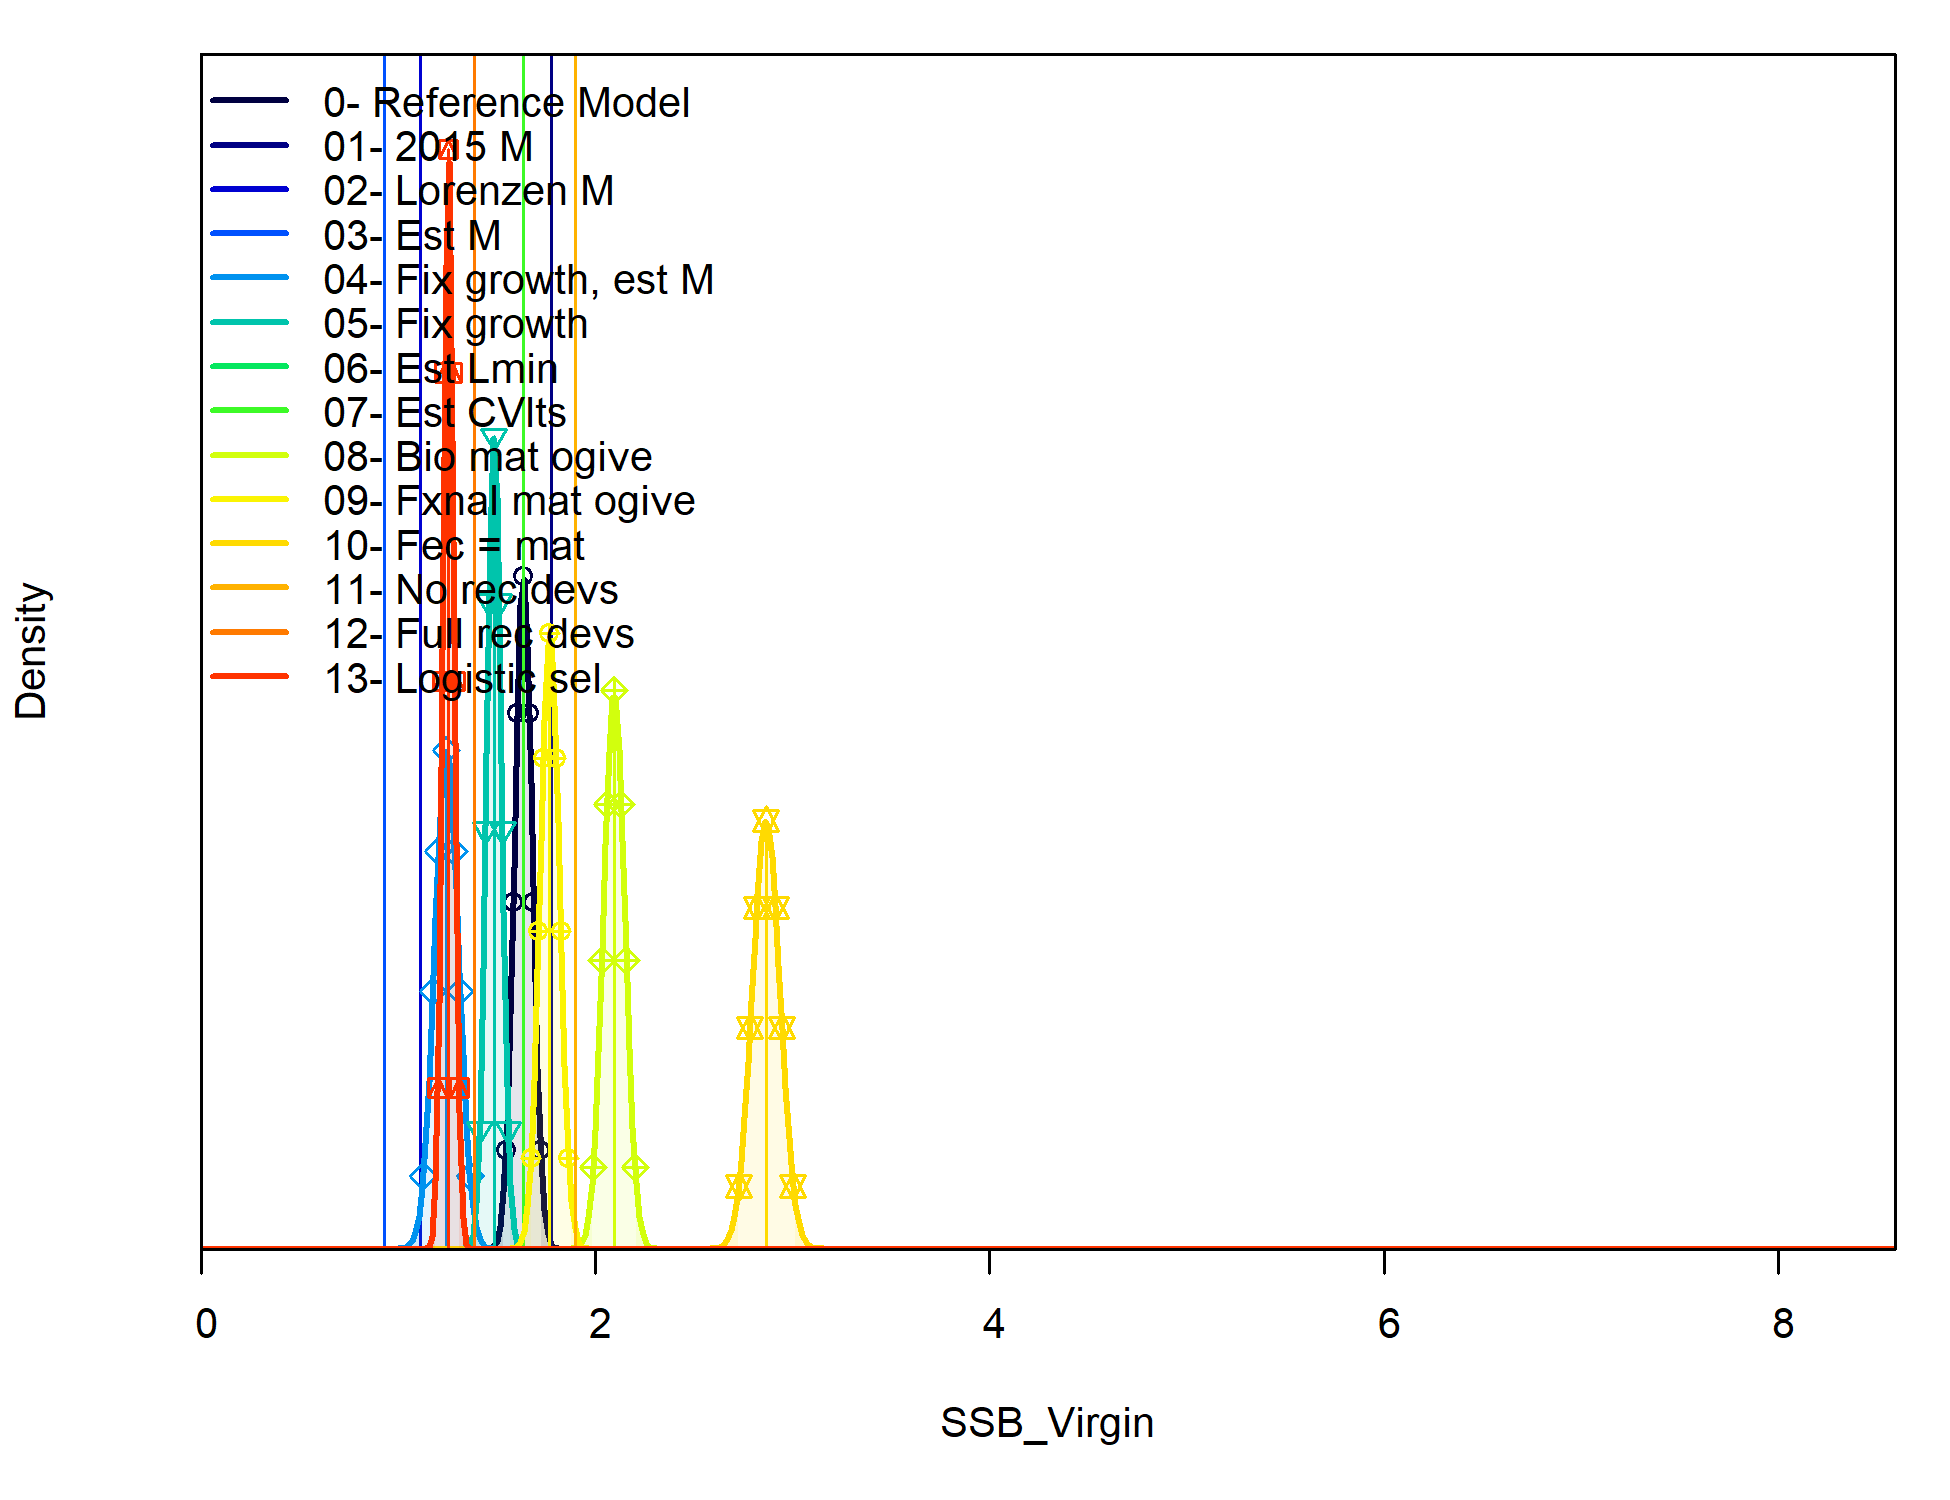 0- Reference Model
01- 2015 M
02- Lorenzen M
03- Est M
04- Fix growth, est M
05- Fix growth
06- Est Lmin
07- Est CVlts
08- Bio mat ogive
09- Fxnal mat ogive
10- Fec = mat
11- No rec devs
12- Full rec devs
13- Logistic sel
Density
0 2 4 6 8
SSB_Virgin